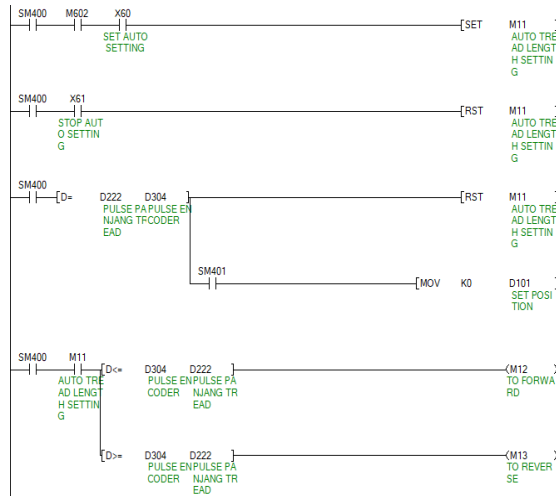 SM400 M602 X60
[SET M11
SET AUTO
SETTING
AUTO TRE
AD LENGT
H SETTIN
G
SM400 X61
[RST M11
STOP AUT
O SETTIN
G
AUTO TRE
AD LENGT
H SETTIN
G
SM400
[D= D222 D304 ]
[RST M11
PULSE PA
NJANG TR
EAD
PULSE EN
CODER
AUTO TRE
AD LENGT
H SETTIN
G
SM401
[MOV K0 D101
SET POSI
TION
SM400 M11
[D<= D304 D222 ]
(M12 )
AUTO TRE
AD LENGT
H SETTIN
G
PULSE EN
CODER
PULSE PA
NJANG TR
EAD
TO FORWA
RD
[D>= D304 D222 ]
(M13 )
PULSE EN
CODER
PULSE PA
NJANG TR
EAD
TO REVER
SE